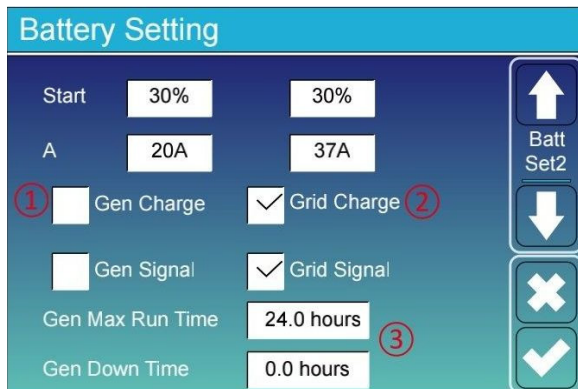 Battery Setting
Start 30% 30%
A 20A 37A
Batt
Set2
① Gen Charge Grid Charge ②
Gen Signal Grid Signal
Gen Max Run Time 24.0 hours
③
Gen Down Time 0.0 hours